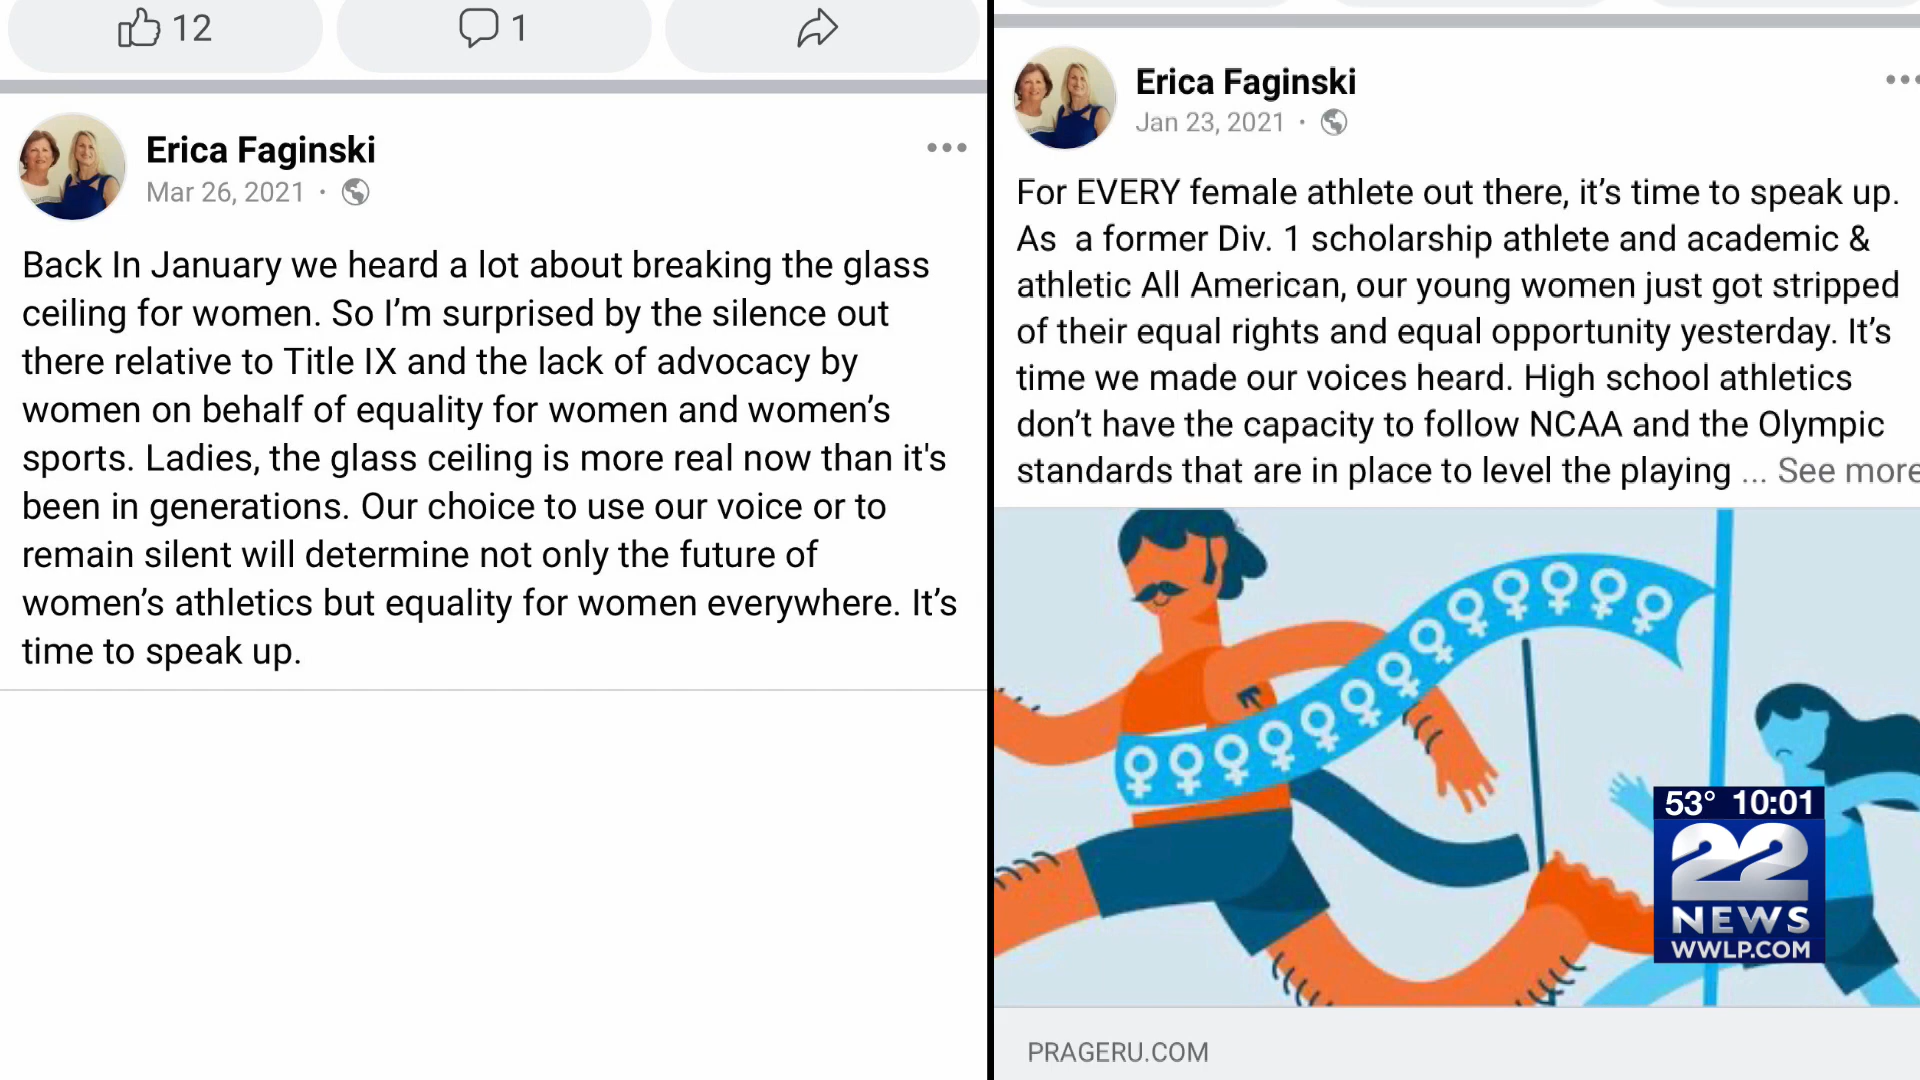 12
1
Erica Faginski
Mar 26, 2021 ·
Back In January we heard a lot about breaking the glass
ceiling for women. So I’m surprised by the silence out
there relative to Title IX and the lack of advocacy by
women on behalf of equality for women and women’s
sports. Ladies, the glass ceiling is more real now than it's
been in generations. Our choice to use our voice or to
remain silent will determine not only the future of
women’s athletics but equality for women everywhere. It’s
time to speak up.
Erica Faginski
Jan 23, 2021 ·
For EVERY female athlete out there, it’s time to speak up.
As a former Div. 1 scholarship athlete and academic &
athletic All American, our young women just got stripped
of their equal rights and equal opportunity yesterday. It’s
time we made our voices heard. High school athletics
don’t have the capacity to follow NCAA and the Olympic
standards that are in place to level the playing ... See more
53° 10:01
22
NEWS
WWLP.COM
PRAGERU.COM